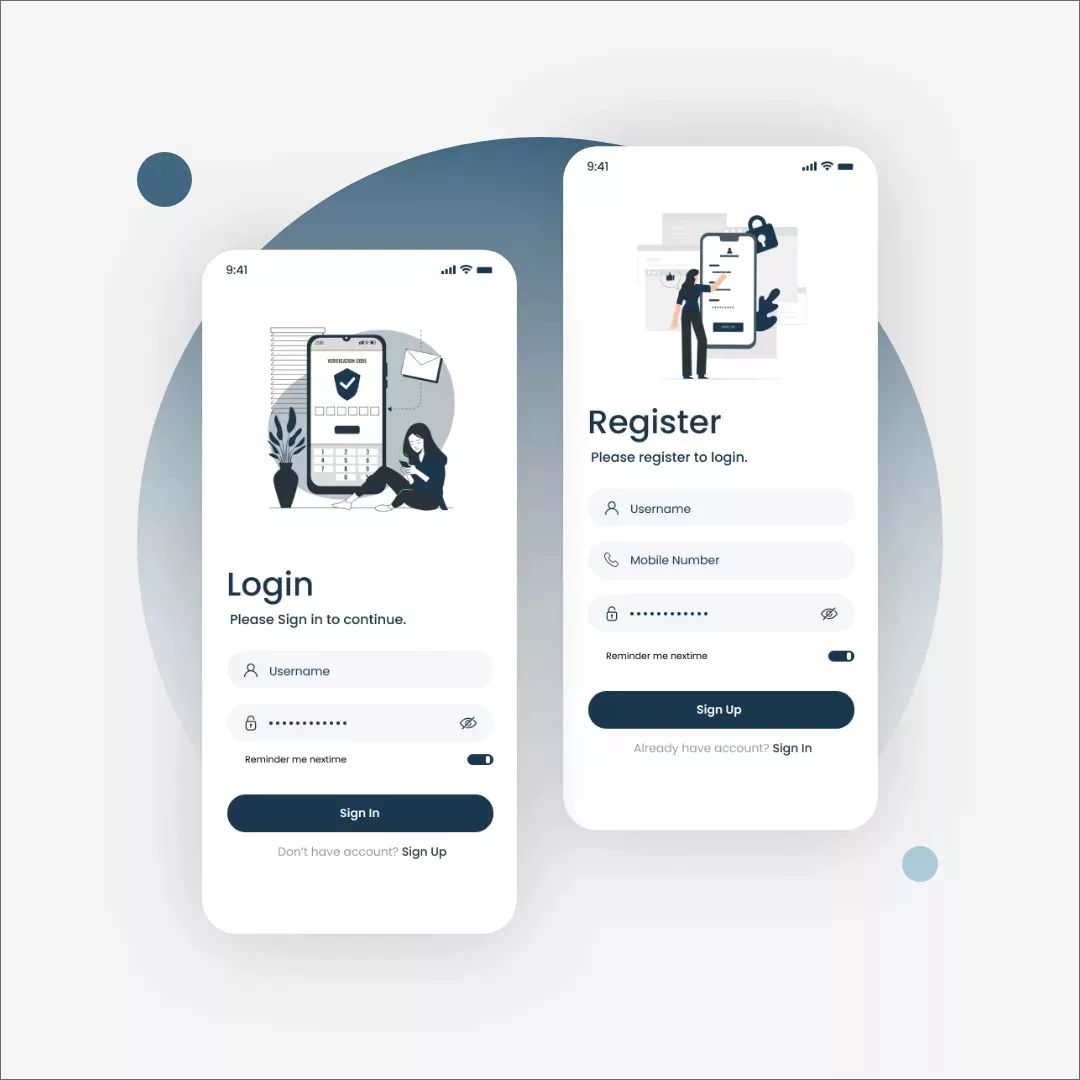 9:41
VERIFICATION CODE
1 2 3
4 5 6
7 8 9
0
Login
Please Sign in to continue.
Username
Reminder me nextime
Sign In
Don't have account? Sign Up
9:41
SIGN UP
Register
Please register to login.
Username
Mobile Number
Reminder me nextime
Sign Up
Already have account? Sign In